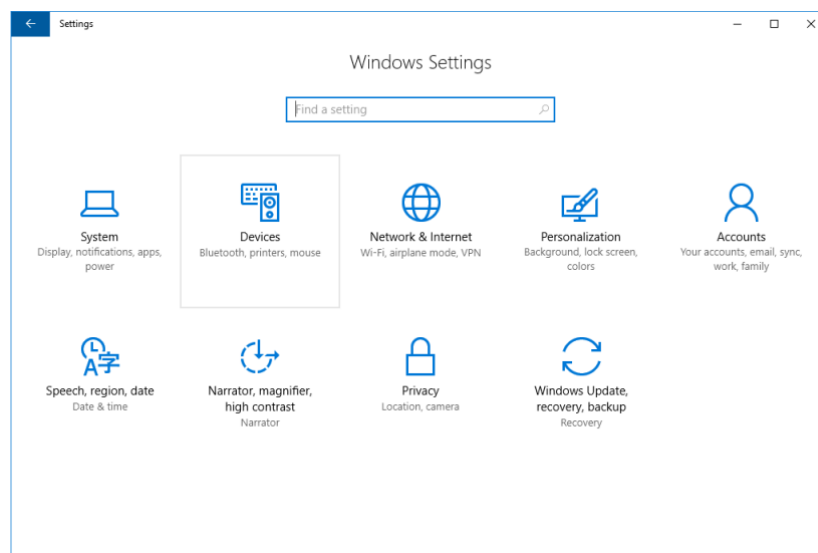 Settings
Windows Settings
Find a setting
System
Display, notifications, apps,
power
Devices
Bluetooth, printers, mouse
Network & Internet
Wi-Fi, airplane mode, VPN
Personalization
Background, lock screen,
colors
Accounts
Your accounts, email, sync,
work, family
A字
Speech, region, date
Date & time
Narrator, magnifier,
high contrast
Narrator
Privacy
Location, camera
Windows Update,
recovery, backup
Recovery